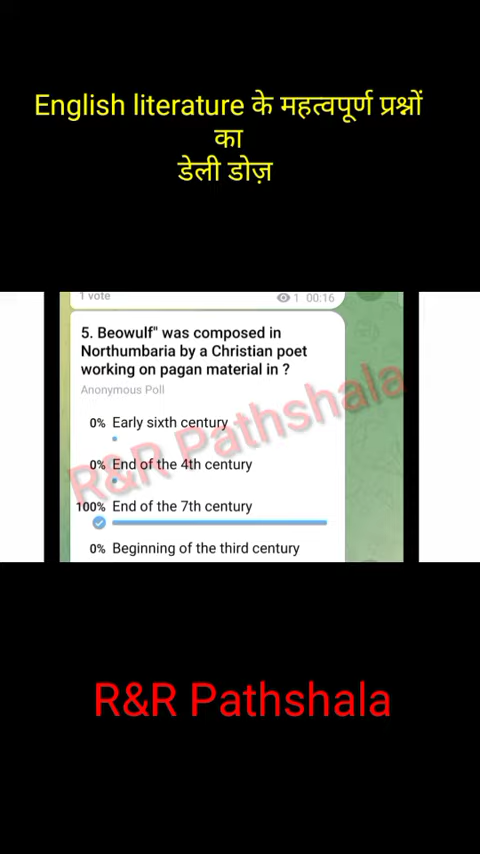 English literature के महत्वपूर्ण प्रश्नों
का
डेली डोज़
1 vote
1 00:16
5. Beowulf" was composed in
Northumbaria by a Christian poet
working on pagan material in ?
Anonymous Poll
0% Early sixth century
0% End of the 4th century
100% End of the 7th century
0% Beginning of the third century
R&R Pathshala
R&R Pathshala